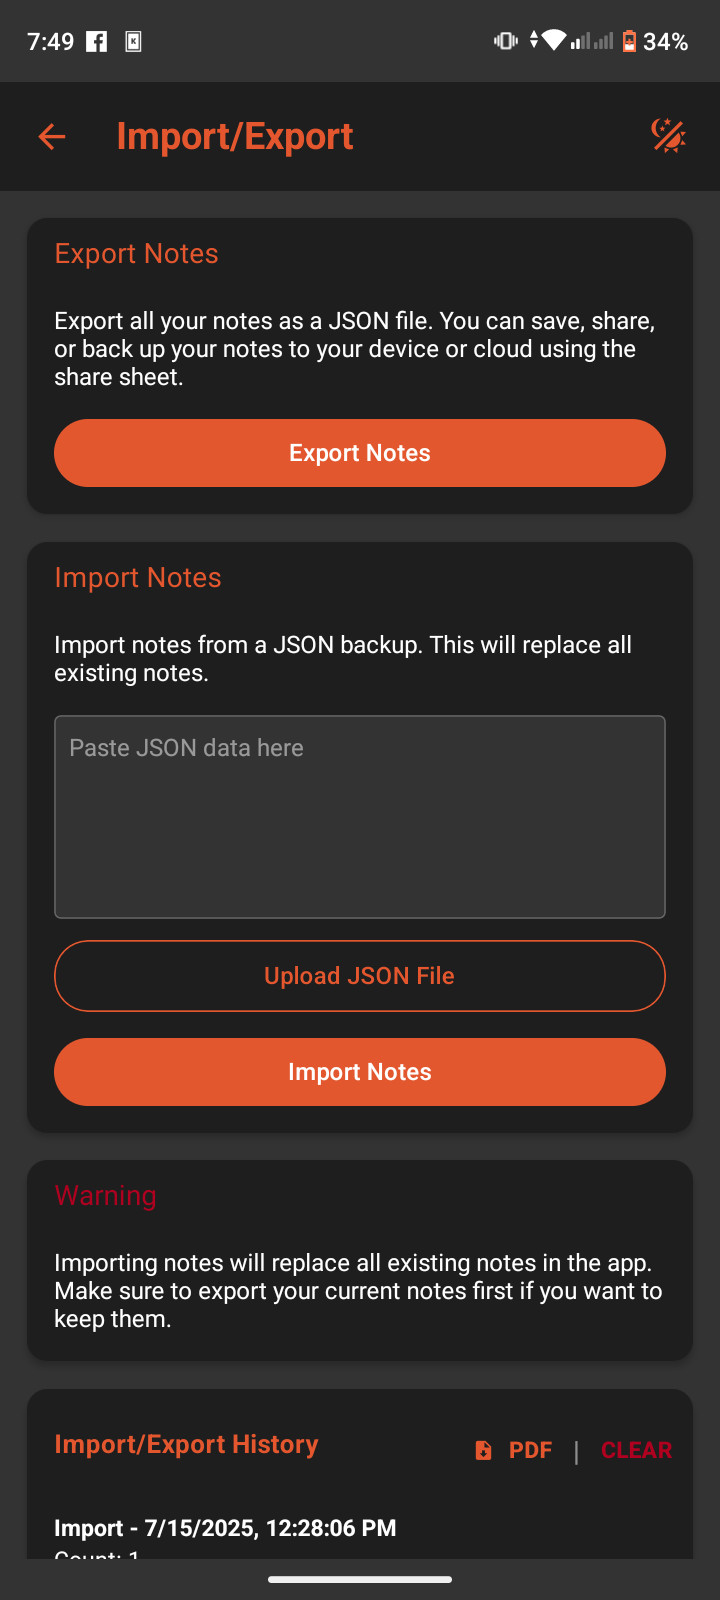 7:49
34%
Import/Export
Export Notes
Export all your notes as a JSON file. You can save, share,
or back up your notes to your device or cloud using the
share sheet.
Export Notes
Import Notes
Import notes from a JSON backup. This will replace all
existing notes.
Paste JSON data here
Upload JSON File
Import Notes
Warning
Importing notes will replace all existing notes in the app.
Make sure to export your current notes first if you want to
keep them.
Import/Export History
PDF | CLEAR
Import - 7/15/2025, 12:28:06 PM
Count: 1